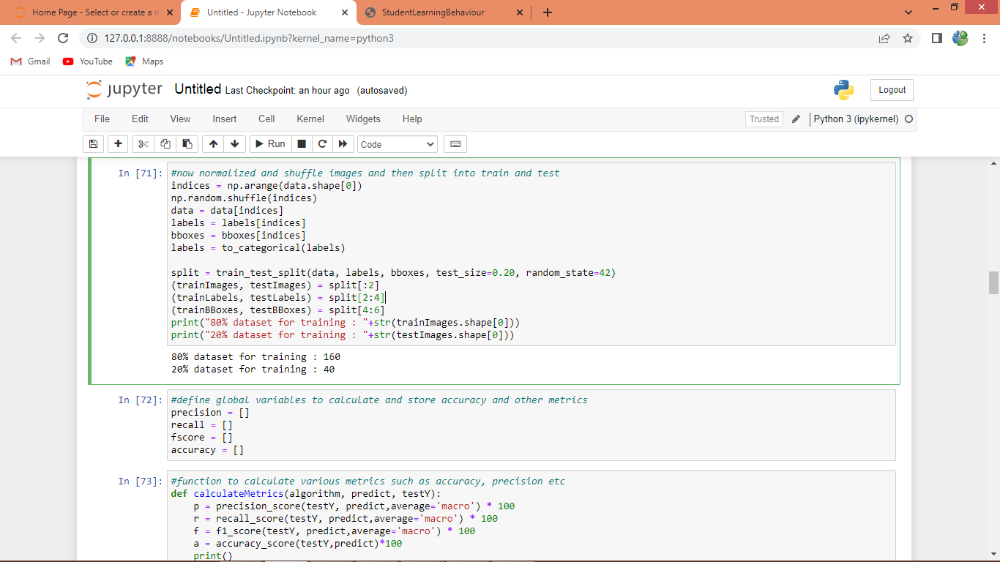 Home Page - Select or create a n
Untitled - Jupyter Notebook
StudentLearningBehaviour
127.0.0.1:8888/notebooks/Untitled.ipynb?kernel_name=python3
Gmail
YouTube
Maps
jupyter Untitled Last Checkpoint: an hour ago (autosaved)
Logout
File Edit View Insert Cell Kernel Widgets Help
Trusted
Python 3 (ipykernel)
Run
Code
In [71]:
#now normalized and shuffle images and then split into train and test
indices = np.arange(data.shape[0])
np.random.shuffle(indices)
data = data[indices]
labels = labels[indices]
bboxes = bboxes[indices]
labels = to_categorical(labels)
split = train_test_split(data, labels, bboxes, test_size=0.20, random_state=42)
(trainImages, testImages) = split[:2]
(trainLabels, testLabels) = split[2:4]
(trainBBoxes, testBBoxes) = split[4:6]
print("80% dataset for training : "+str(trainImages.shape[0]))
print("20% dataset for training : "+str(testImages.shape[0]))
80% dataset for training : 160
20% dataset for training : 40
In [72]:
#define global variables to calculate and store accuracy and other metrics
precision = []
recall = []
fscore = []
accuracy = []
In [73]:
#function to calculate various metrics such as accuracy, precision etc
def calculateMetrics(algorithm, predict, testY):
    p = precision_score(testY, predict,average='macro') * 100
    r = recall_score(testY, predict,average='macro') * 100
    f = f1_score(testY, predict,average='macro') * 100
    a = accuracy_score(testY,predict)*100
    print()